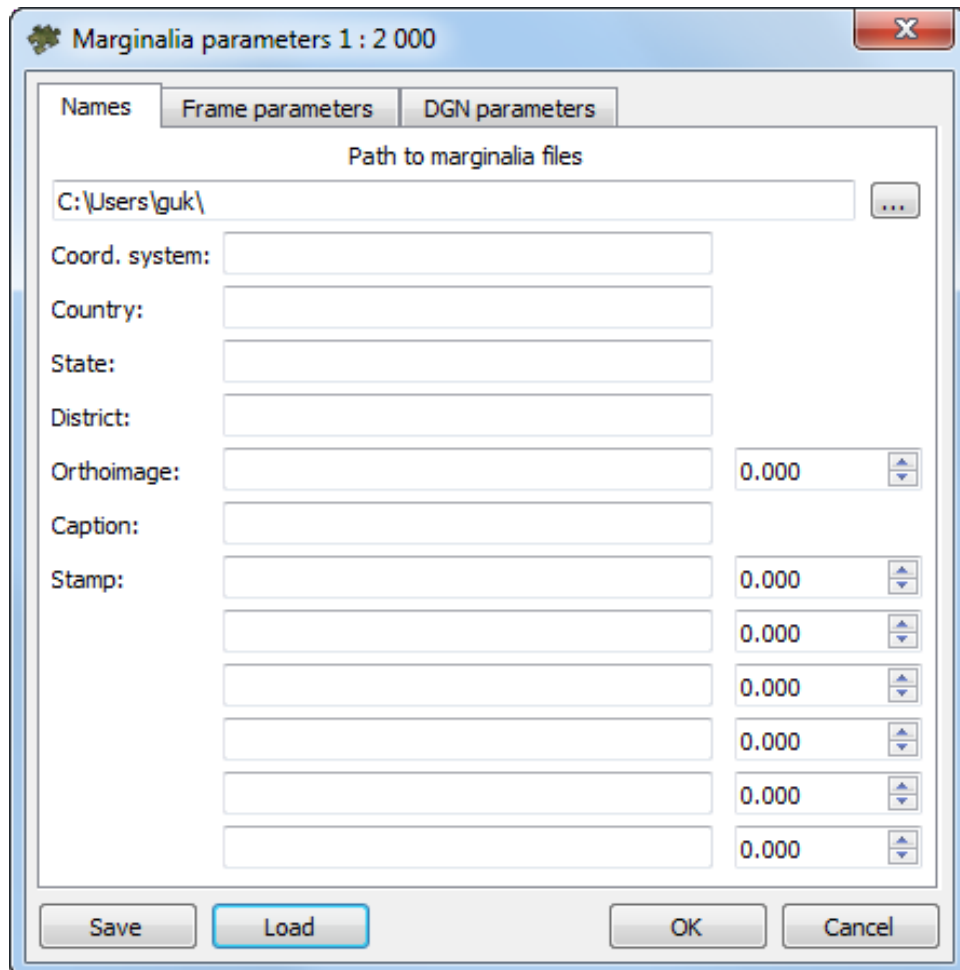 Marginalia parameters 1 : 2 000
Names Frame parameters DGN parameters
Path to marginalia files
C:\Users\guk\ ...
Coord. system:
Country:
State:
District:
Orthoimage: 0.000
Caption:
Stamp: 0.000
0.000
0.000
0.000
0.000
0.000
Save Load OK Cancel